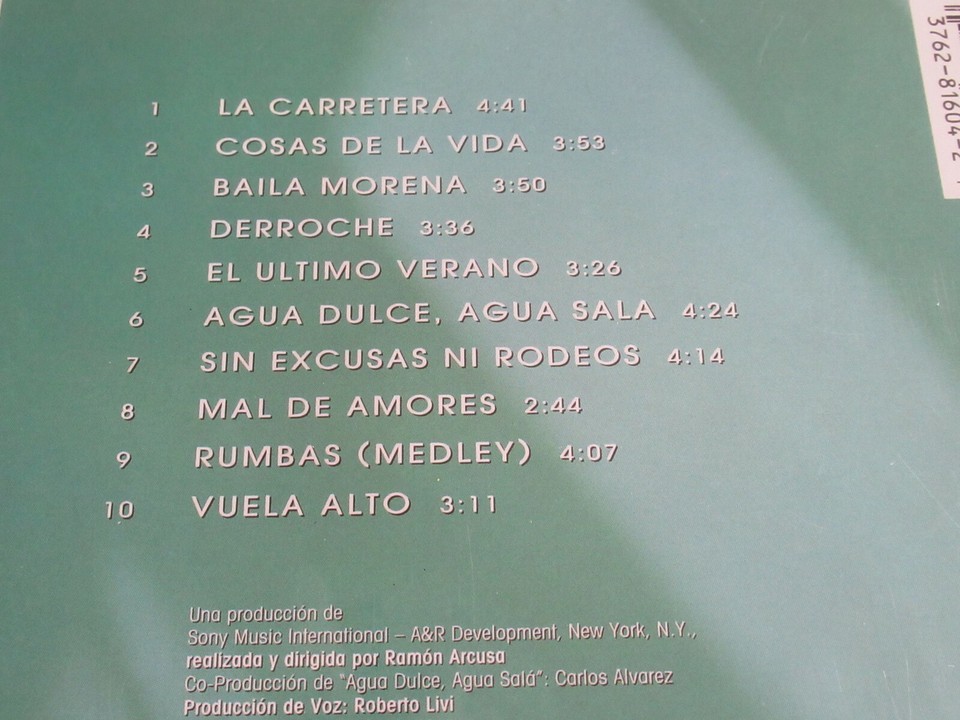 3762-81604-2
1 LA CARRETERA 4:41
2 COSAS DE LA VIDA 3:53
3 BAILA MORENA 3:50
4 DERROCHE 3:36
5 EL ULTIMO VERANO 3:26
6 AGUA DULCE, AGUA SALA 4:24
7 SIN EXCUSAS NI RODEOS 4:14
8 MAL DE AMORES 2:44
9 RUMBAS (MEDLEY) 4:07
10 VUELA ALTO 3:11
Una producción de
Sony Music International – A&R Development, New York, N.Y.,
realizada y dirigida por Ramón Arcusa
Co-Producción de "Agua Dulce, Agua Salá": Carlos Alvarez
Producción de Voz: Roberto Livi